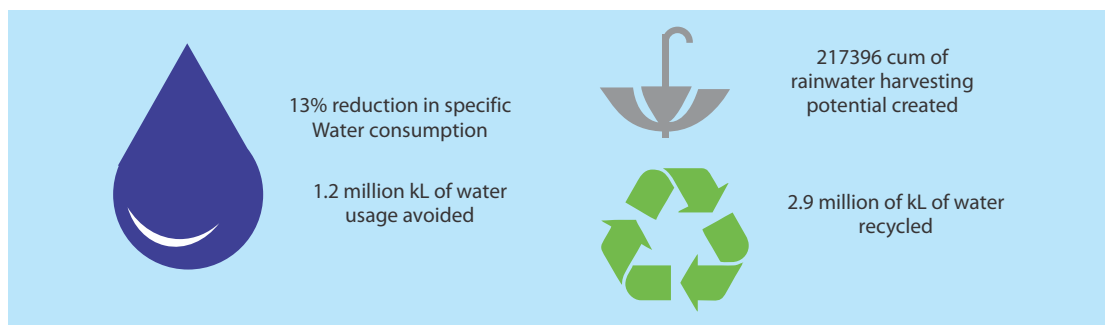 13% reduction in specific
Water consumption
1.2 million kL of water
usage avoided
217396 cum of
rainwater harvesting
potential created
2.9 million of kL of water
recycled